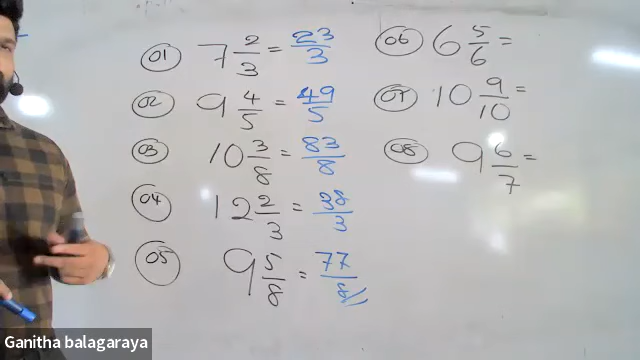 01 7 2/3 = 23/3
02 9 4/5 = 49/5
03 10 3/8 = 83/8
04 12 2/3 = 38/3
05 9 5/8 = 77/8
06 6 5/6 =
07 10 9/10 =
08 9 6/7 =
Ganitha balagaraya